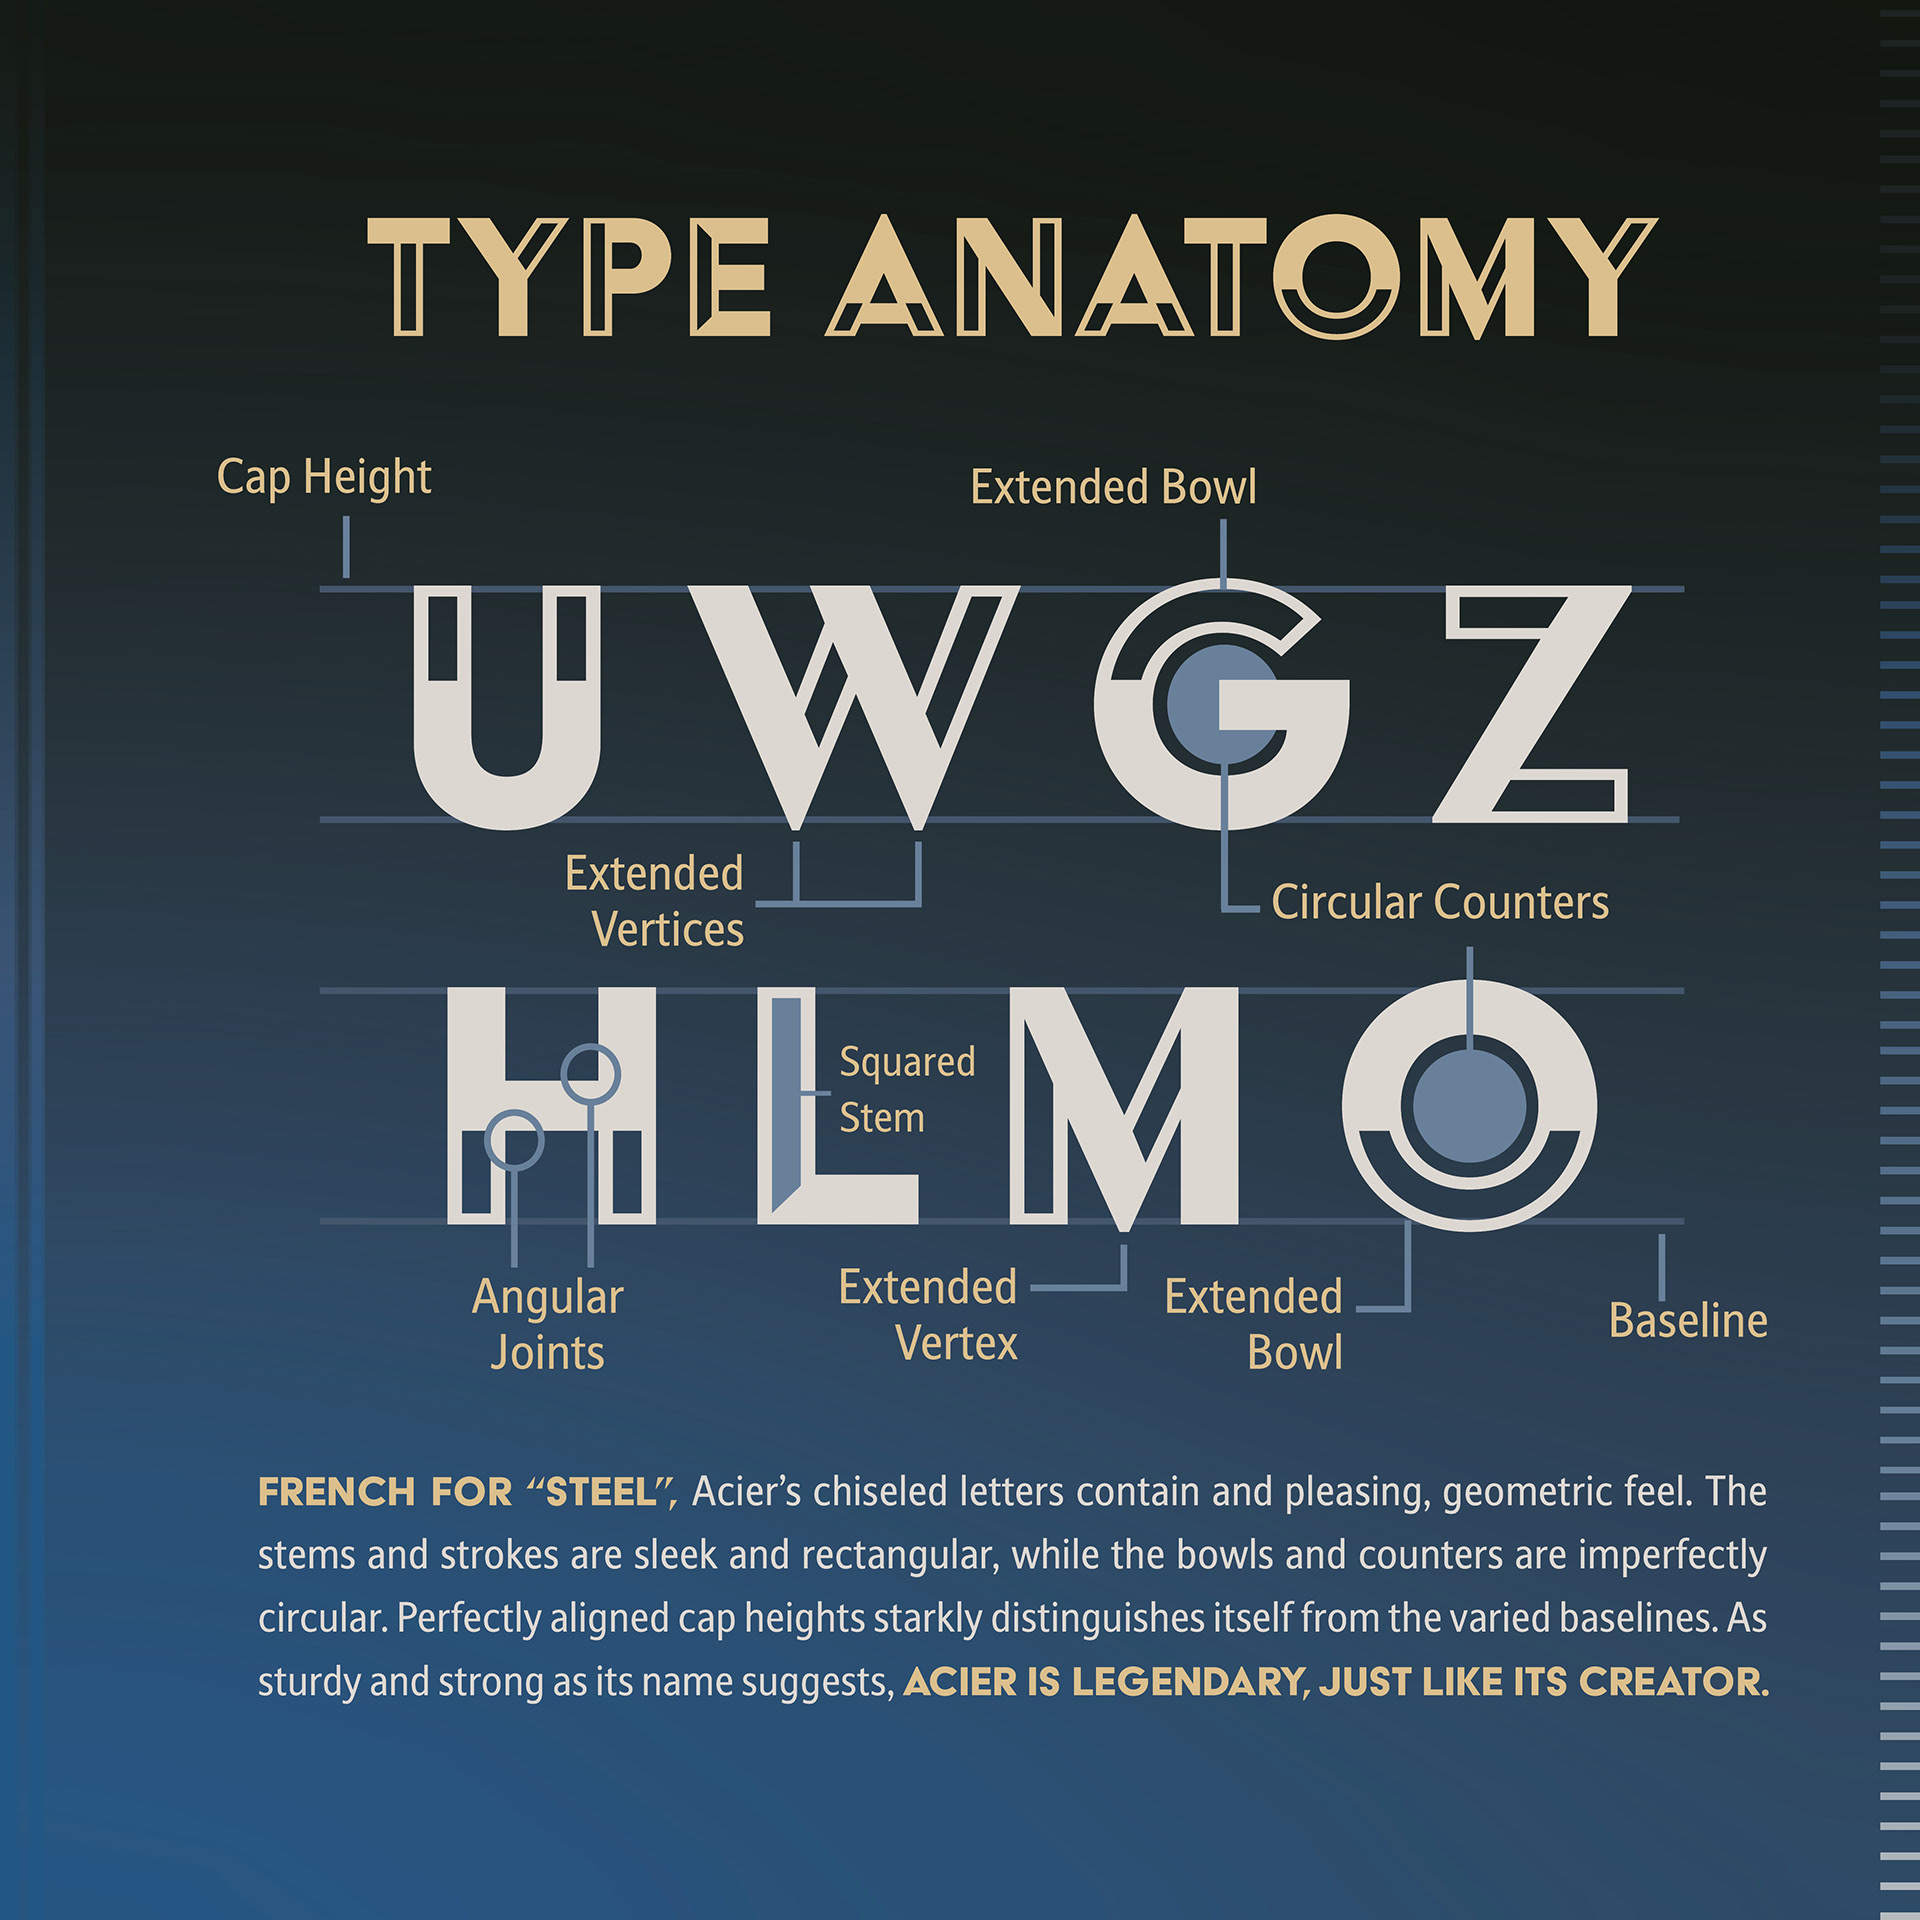 TYPE ANATOMY
Cap Height
Extended Bowl
UWGZ
Extended
Vertices
Circular Counters
HLMO
Squared
Stem
Angular
Joints
Extended
Vertex
Extended
Bowl
Baseline
FRENCH FOR “STEEL”, Acier’s chiseled letters contain and pleasing, geometric feel. The
stems and strokes are sleek and rectangular, while the bowls and counters are imperfectly
circular. Perfectly aligned cap heights starkly distinguishes itself from the varied baselines. As
sturdy and strong as its name suggests, ACIER IS LEGENDARY, JUST LIKE ITS CREATOR.